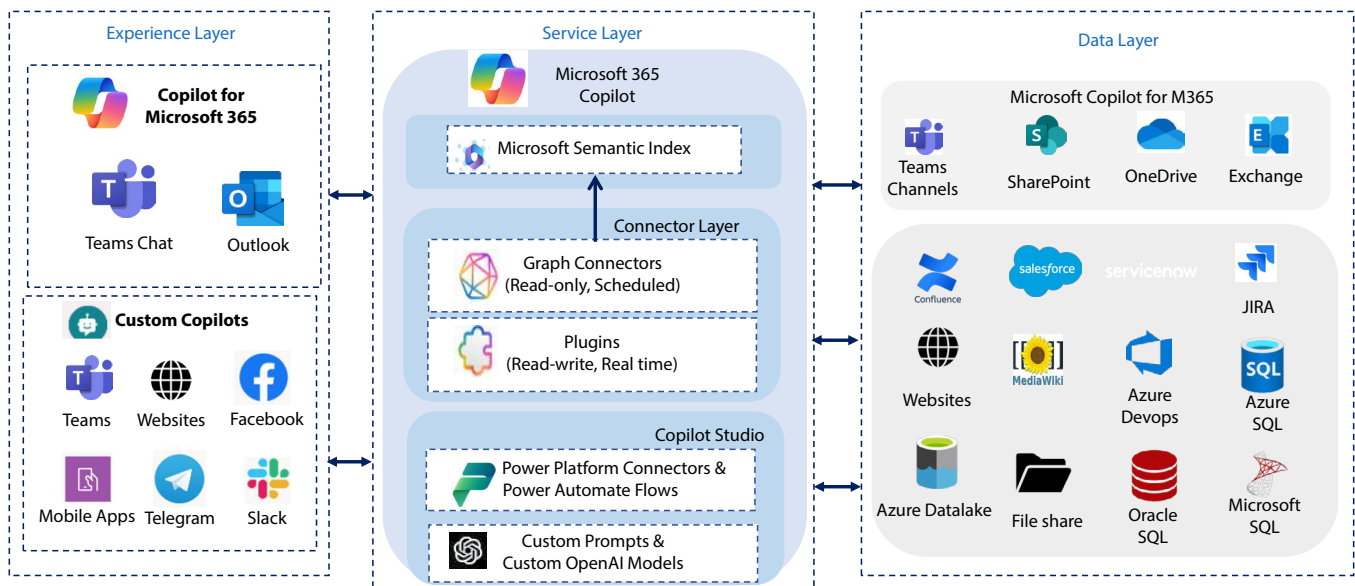 Experience Layer
Copilot for
Microsoft 365
Teams Chat
Outlook
Custom Copilots
Teams
Websites
Facebook
Mobile Apps
Telegram
Slack
Service Layer
Microsoft 365
Copilot
Microsoft Semantic Index
Connector Layer
Graph Connectors
(Read-only, Scheduled)
Plugins
(Read-write, Real time)
Copilot Studio
Power Platform Connectors &
Power Automate Flows
Custom Prompts &
Custom OpenAI Models
Data Layer
Microsoft Copilot for M365
Teams
Channels
SharePoint
OneDrive
Exchange
Confluence
salesforce
servicenow
JIRA
Websites
[[ ]]
MediaWiki
Azure
Devops
SQL
Azure
SQL
Azure Datalake
File share
Oracle
SQL
Microsoft
SQL